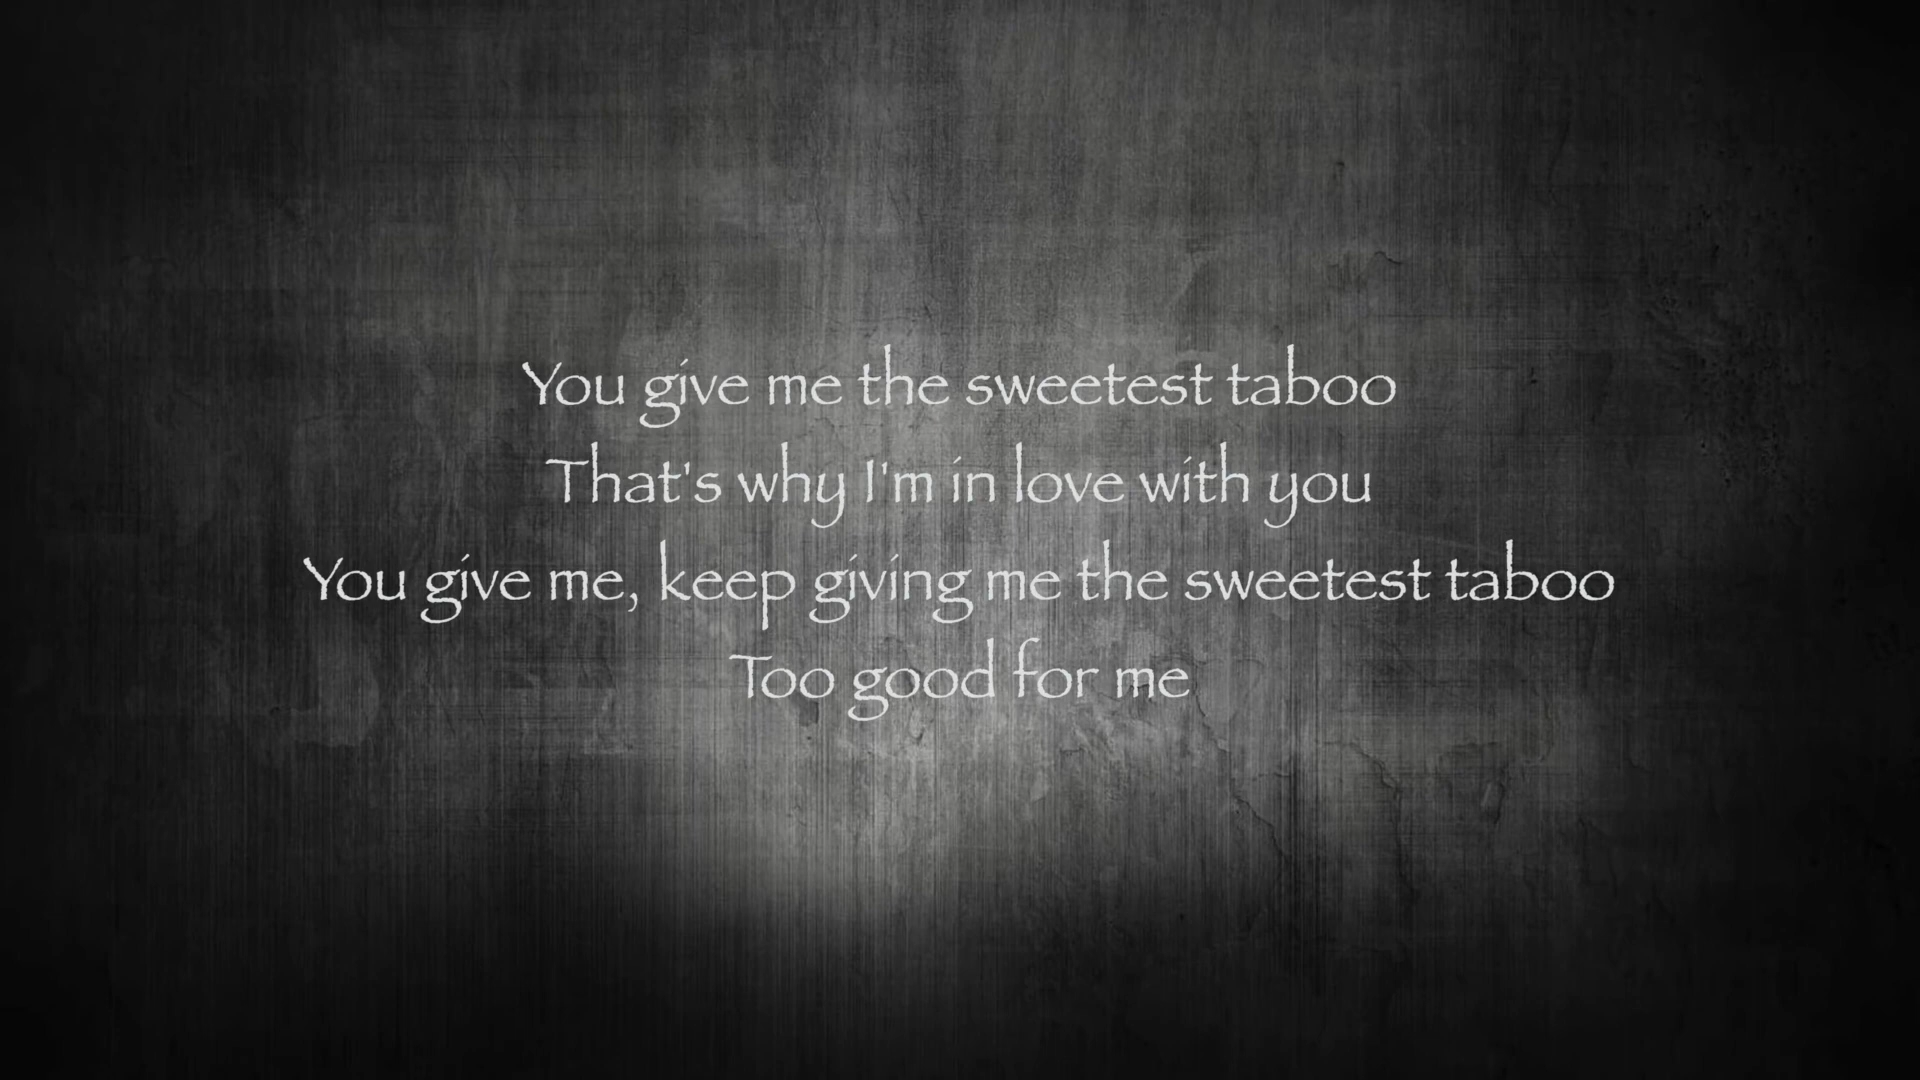 You give me the sweetest taboo
That's why I'm in love with you
You give me, keep giving me the sweetest taboo
Too good for me